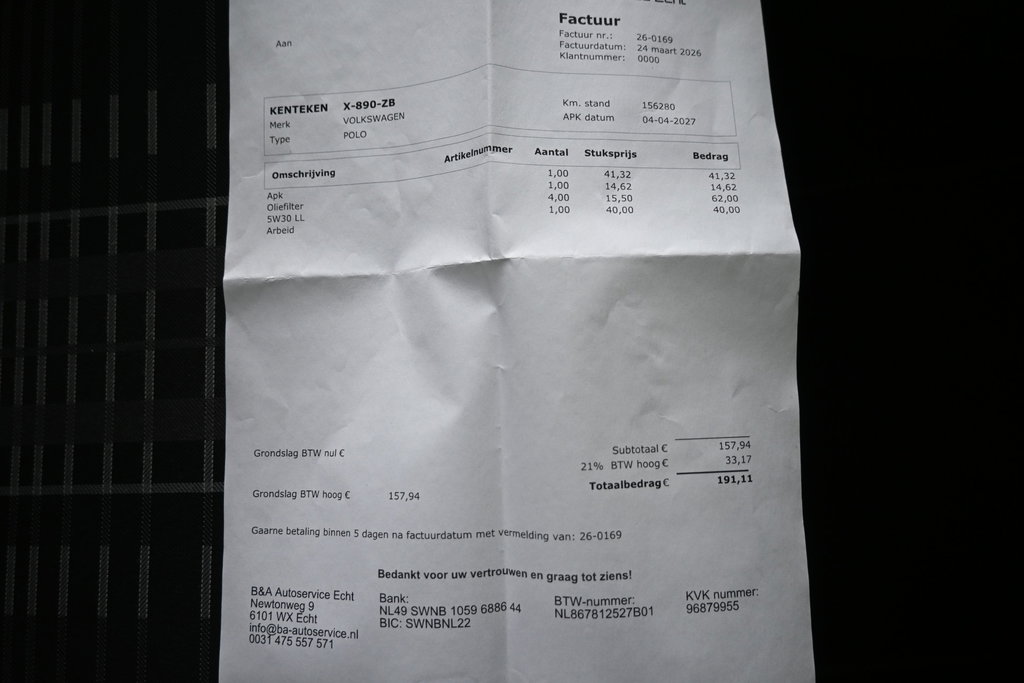 Factuur
Aan
Factuur nr.: 26-0169
Factuurdatum: 24 maart 2026
Klantnummer: 0000
KENTEKEN X-890-ZB
Merk VOLKSWAGEN
Type POLO
Km. stand 156280
APK datum 04-04-2027
Omschrijving Artikelnummer Aantal Stuksprijs Bedrag
Apk 1,00 41,32 41,32
Oliefilter 1,00 14,62 14,62
5W30 LL 4,00 15,50 62,00
Arbeid 1,00 40,00 40,00
Grondslag BTW nul €
Grondslag BTW hoog € 157,94
Subtotaal € 157,94
21% BTW hoog € 33,17
Totaalbedrag € 191,11
Gaarne betaling binnen 5 dagen na factuurdatum met vermelding van: 26-0169
Bedankt voor uw vertrouwen en graag tot ziens!
B&A Autoservice Echt
Newtonweg 9
6101 WX Echt
info@ba-autoservice.nl
0031 475 557 571
Bank:
NL49 SWNB 1059 6886 44
BIC: SWNBNL22
BTW-nummer:
NL867812527B01
KVK nummer:
96879955